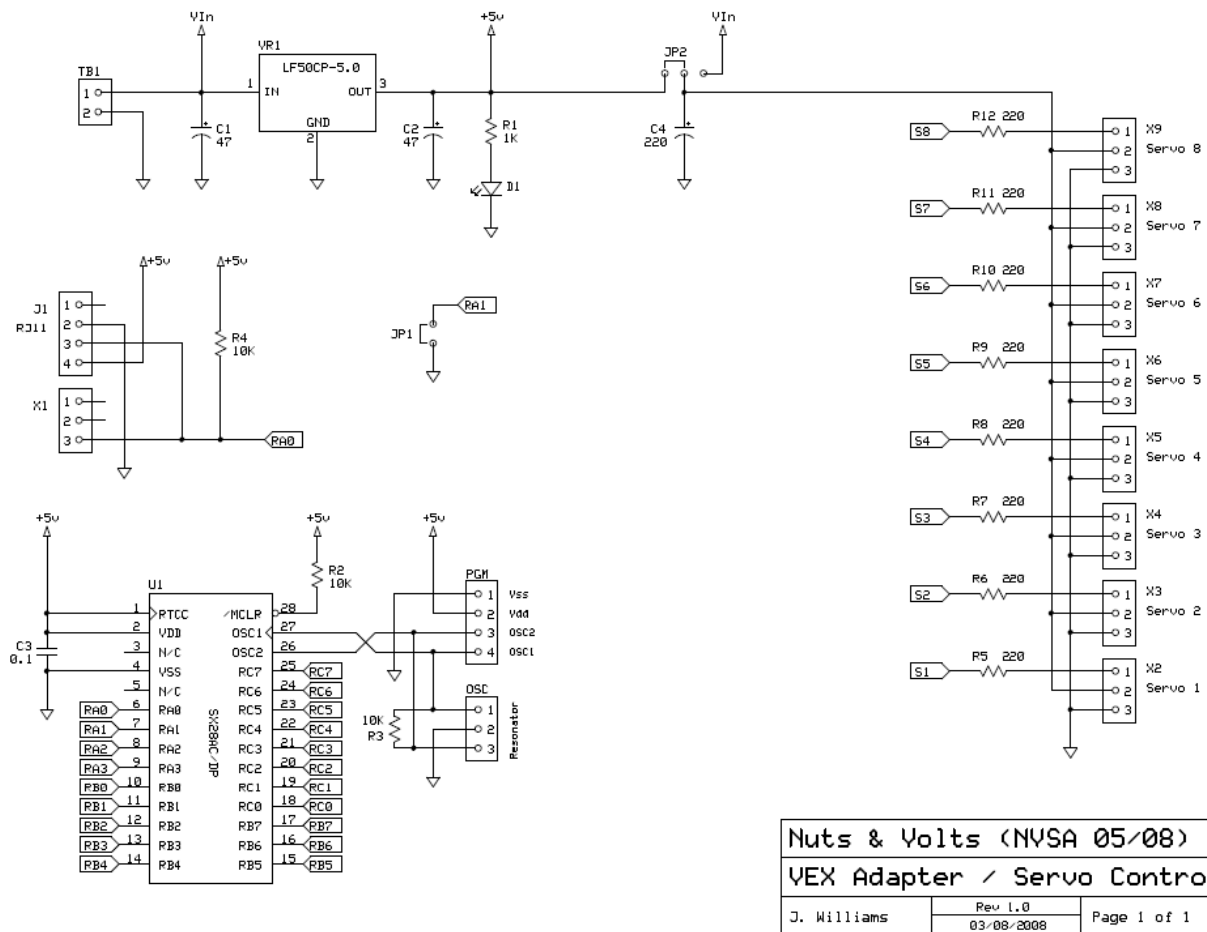 VIn
+5v
VIn
VR1
LF50CP-5.0
JP2
TB1
1
2
1 IN
OUT 3
GND
2
C1
47
C2
47
R1
1K
D1
C4
220
S8
R12 220
1
2
3
X9
Servo 8
S7
R11 220
1
2
3
X8
Servo 7
S6
R10 220
1
2
3
X7
Servo 6
S5
R9 220
1
2
3
X6
Servo 5
S4
R8 220
1
2
3
X5
Servo 4
S3
R7 220
1
2
3
X4
Servo 3
S2
R6 220
1
2
3
X3
Servo 2
S1
R5 220
1
2
3
X2
Servo 1
+5v
+5v
J1
RJ11
1
2
3
4
R4
10K
X1
1
2
3
RA0
RA1
JP1
+5v
+5v
+5v
R2
10K
U1
C3
0.1
SX28AC/DP
1 RTCC
2 VDD
3 N/C
4 VSS
5 N/C
RA0 6 RA0
RA1 7 RA1
RA2 8 RA2
RA3 9 RA3
RB0 10 RB0
RB1 11 RB1
RB2 12 RB2
RB3 13 RB3
RB4 14 RB4
/MCLR 28
OSC1 27
OSC2 26
RC7 25 RC7
RC6 24 RC6
RC5 23 RC5
RC4 22 RC4
RC3 21 RC3
RC2 20 RC2
RC1 19 RC1
RC0 18 RC0
RB7 17 RB7
RB6 16 RB6
RB5 15 RB5
PGM
1 Vss
2 Vdd
3 OSC2
4 OSC1
OSC
1
2
3
Resonator
10K
R3
Nuts & Volts (NVSA 05/08)
VEX Adapter / Servo Contro
J. Williams
Rev 1.0
03/08/2008
Page 1 of 1